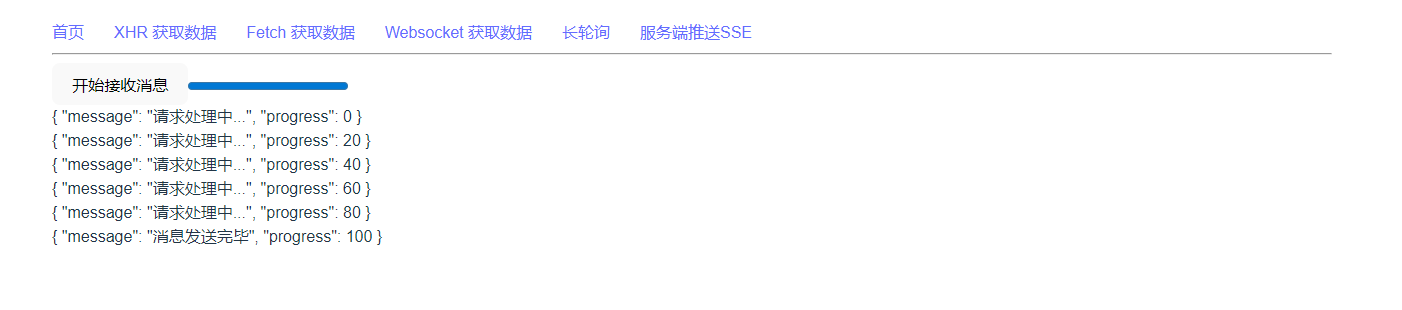 首页 XHR 获取数据 Fetch 获取数据 Websocket 获取数据 长轮询 服务端推送SSE
开始接收消息
{ "message": "请求处理中...", "progress": 0 }
{ "message": "请求处理中...", "progress": 20 }
{ "message": "请求处理中...", "progress": 40 }
{ "message": "请求处理中...", "progress": 60 }
{ "message": "请求处理中...", "progress": 80 }
{ "message": "消息发送完毕", "progress": 100 }